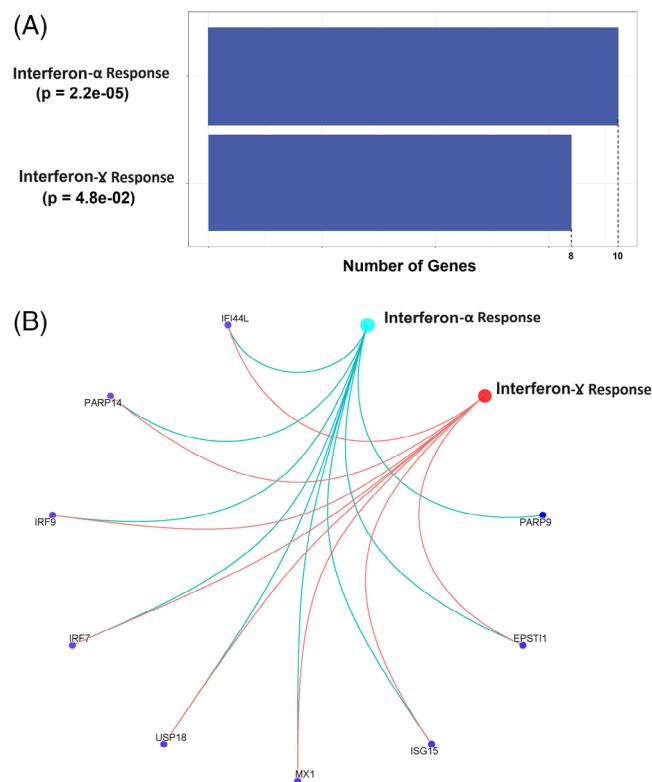 (A)
Interferon-α Response
(p = 2.2e-05)
Interferon-Ɣ Response
(p = 4.8e-02)
8
10
Number of Genes
(B)
IFI44L
Interferon-α Response
Interferon-Ɣ Response
PARP14
IRF9
PARP9
IRF7
EPSTI1
USP18
ISG15
MX1